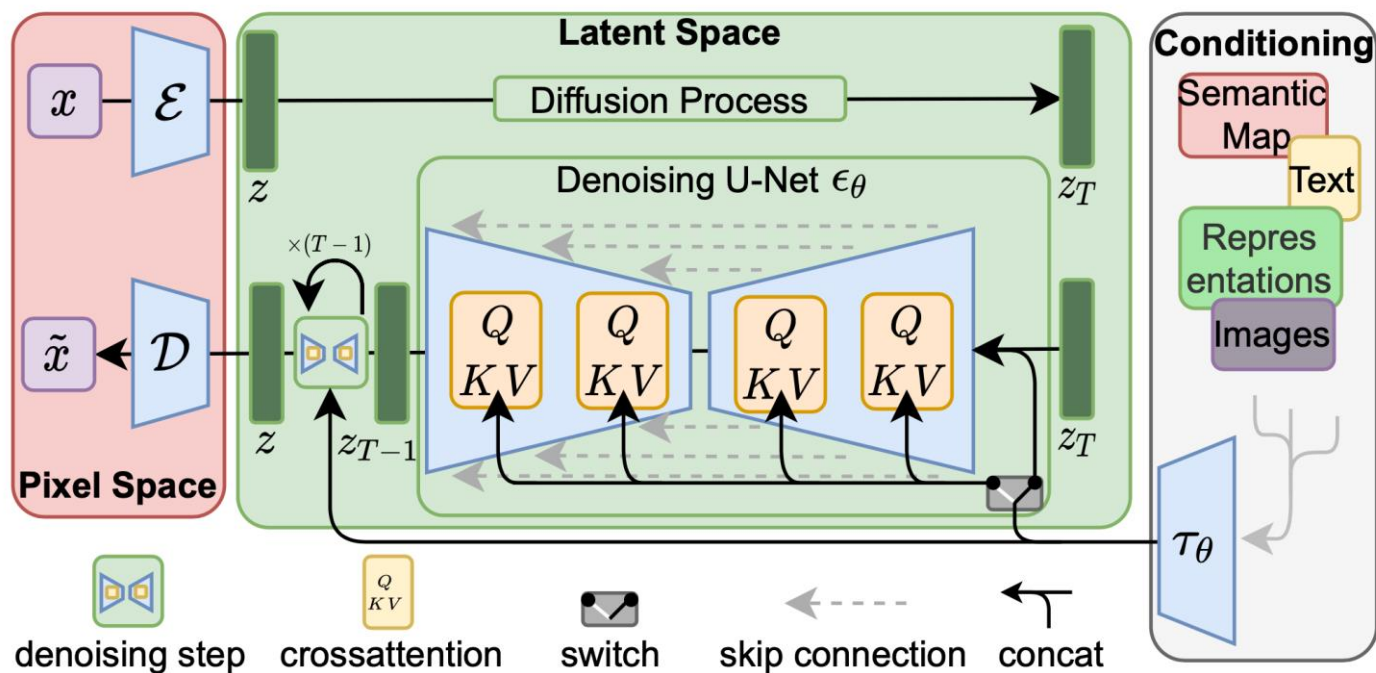 Latent Space
Conditioning
x
ℰ
z
Diffusion Process
z_T
Semantic
Map
Text
Repres
entations
Images
Denoising U-Net ϵ_θ
×(T − 1)
Q
KV
Q
KV
Q
KV
Q
KV
x̃
𝒟
z
z_{T−1}
z_T
Pixel Space
τ_θ
Q
KV
denoising step
crossattention
switch
skip connection
concat